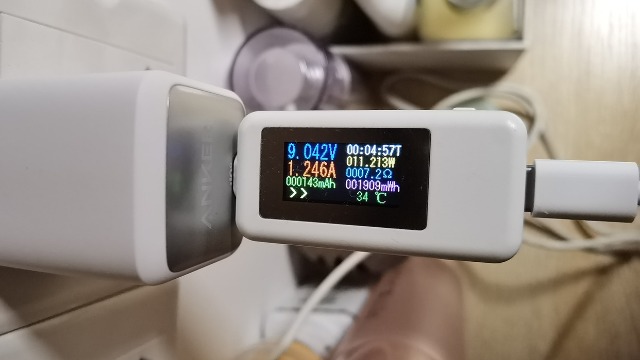 ANKER
9.042V 00:04:57T
1.246A 011.213W
0007.2Ω
000143mAh 001909mWh
>> 34 ℃